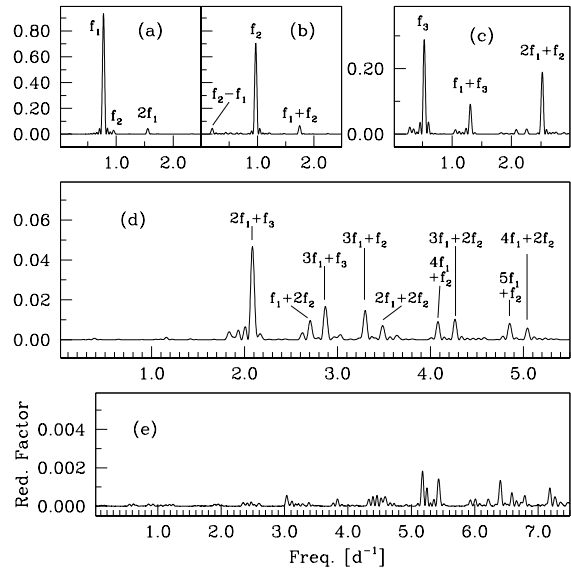 (a) (b) (c)
f₁ f₂ 2f₁
f₂−f₁ f₂ f₁+f₂
f₃ f₁+f₃ 2f₁+f₂
0.80
0.60
0.40
0.20
0.00
0.20
0.00
1.0 2.0 1.0 2.0 1.0 2.0
(d)
2f₁+f₃ f₁+2f₂ 3f₁+f₃ 3f₁+f₂ 2f₁+2f₂ 3f₁+2f₂ 4f₁+2f₂
4f₁ +f₂
5f₁ +f₂
0.06
0.04
0.02
0.00
1.0 2.0 3.0 4.0 5.0
(e)
Red. Factor
0.004
0.002
0.000
1.0 2.0 3.0 4.0 5.0 6.0 7.0
Freq. [d⁻¹]